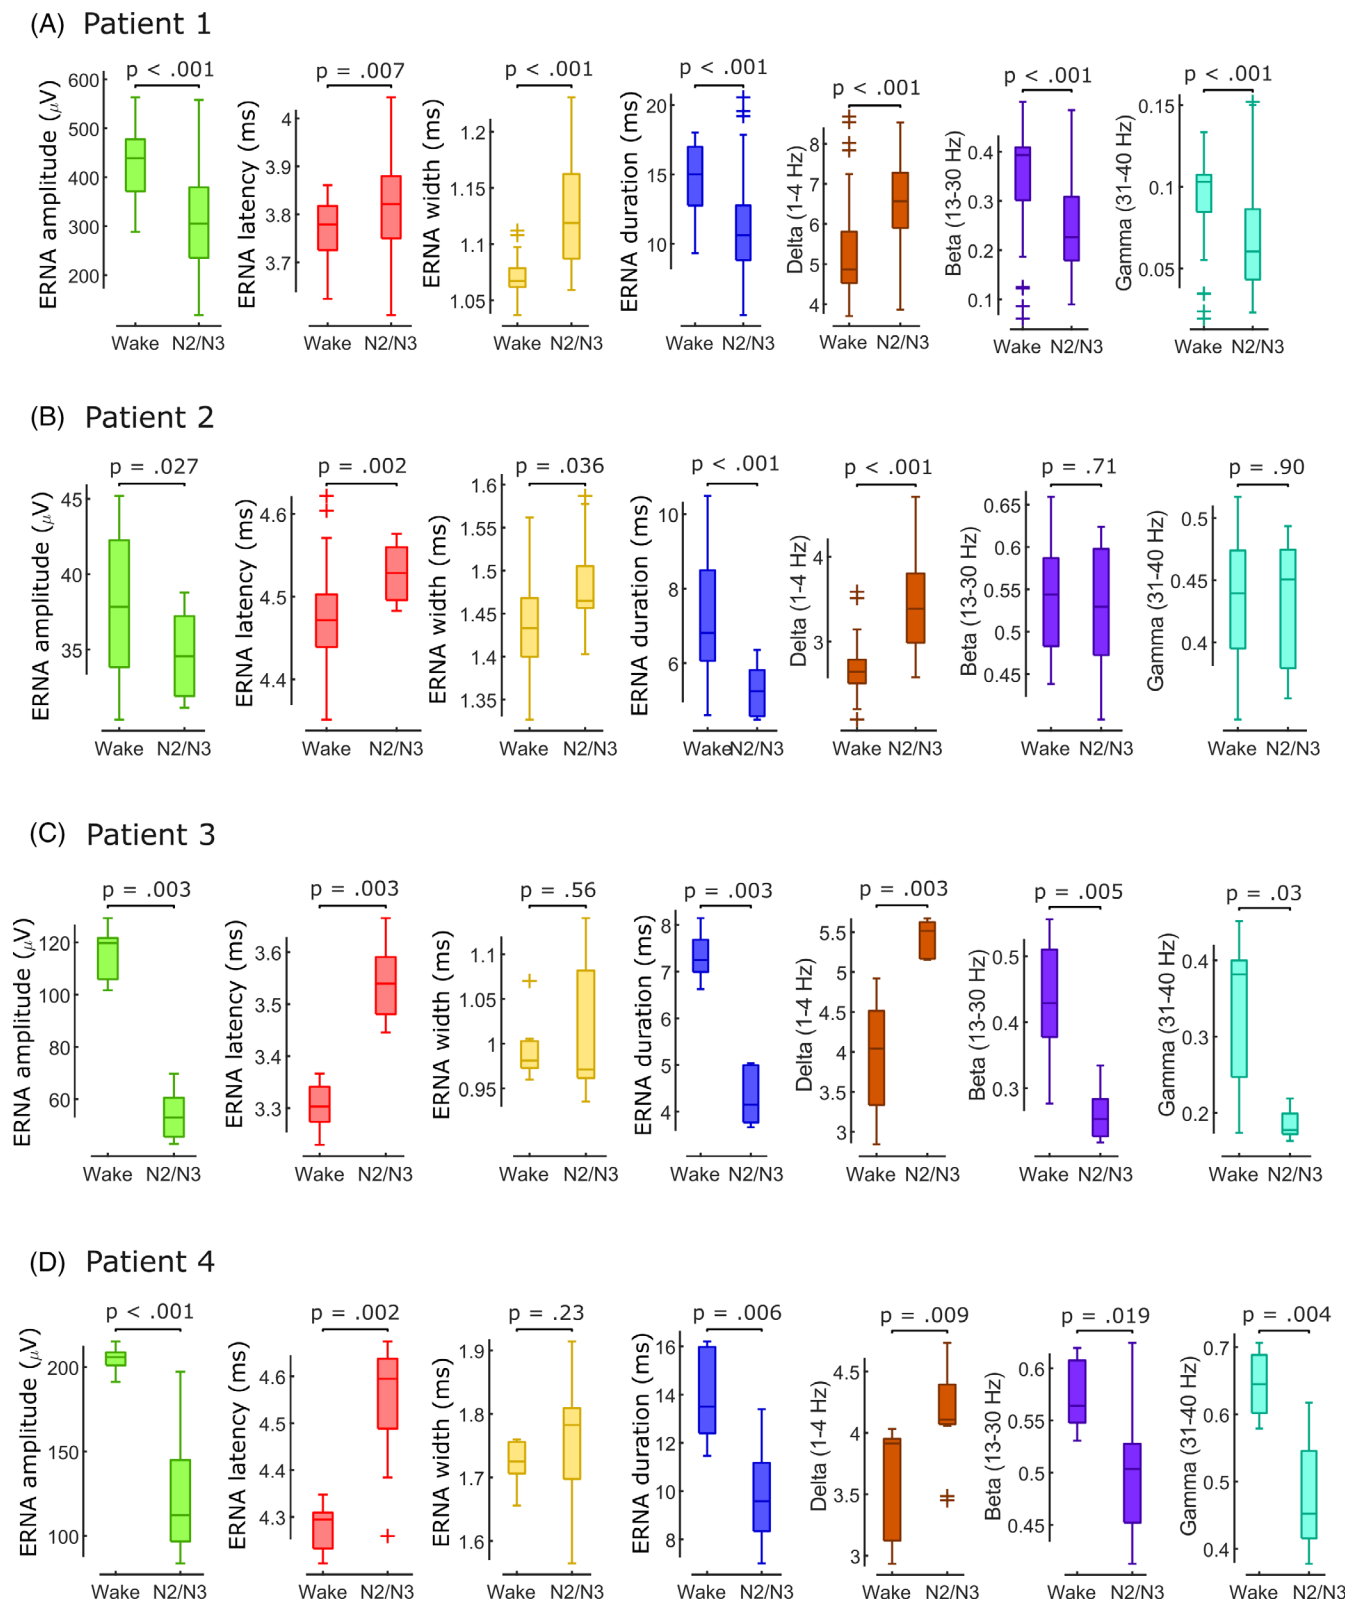 (A) Patient 1
p < .001
p = .007
p < .001
p < .001
p < .001
p < .001
p < .001
ERNA amplitude (μV)
600
500
400
300
200
Wake N2/N3
ERNA latency (ms)
4
3.9
3.8
3.7
Wake N2/N3
ERNA width (ms)
1.2
1.15
1.1
1.05
Wake N2/N3
ERNA duration (ms)
20
15
10
Wake N2/N3
Delta (1-4 Hz)
8
7
6
5
4
Wake N2/N3
Beta (13-30 Hz)
0.4
0.3
0.2
0.1
Wake N2/N3
Gamma (31-40 Hz)
0.15
0.1
0.05
Wake N2/N3
(B) Patient 2
p = .027
p = .002
p = .036
p < .001
p < .001
p = .71
p = .90
ERNA amplitude (μV)
45
40
35
Wake N2/N3
ERNA latency (ms)
4.6
4.5
4.4
Wake N2/N3
ERNA width (ms)
1.6
1.55
1.5
1.45
1.4
1.35
Wake N2/N3
ERNA duration (ms)
10
8
6
Wake N2/N3
Delta (1-4 Hz)
4
3
Wake N2/N3
Beta (13-30 Hz)
0.65
0.6
0.55
0.5
0.45
Wake N2/N3
Gamma (31-40 Hz)
0.5
0.45
0.4
Wake N2/N3
(C) Patient 3
p = .003
p = .003
p = .56
p = .003
p = .003
p = .005
p = .03
ERNA amplitude (μV)
120
100
80
60
Wake N2/N3
ERNA latency (ms)
3.6
3.5
3.4
3.3
Wake N2/N3
ERNA width (ms)
1.1
1.05
1
0.95
Wake N2/N3
ERNA duration (ms)
8
7
6
5
4
Wake N2/N3
Delta (1-4 Hz)
5.5
5
4.5
4
3.5
3
Wake N2/N3
Beta (13-30 Hz)
0.5
0.4
0.3
Wake N2/N3
Gamma (31-40 Hz)
0.4
0.3
0.2
Wake N2/N3
(D) Patient 4
p < .001
p = .002
p = .23
p = .006
p = .009
p = .019
p = .004
ERNA amplitude (μV)
200
150
100
Wake N2/N3
ERNA latency (ms)
4.6
4.5
4.4
4.3
Wake N2/N3
ERNA width (ms)
1.9
1.8
1.7
1.6
Wake N2/N3
ERNA duration (ms)
16
14
12
10
8
Wake N2/N3
Delta (1-4 Hz)
4.5
4
3.5
3
Wake N2/N3
Beta (13-30 Hz)
0.6
0.55
0.5
0.45
Wake N2/N3
Gamma (31-40 Hz)
0.7
0.6
0.5
0.4
Wake N2/N3